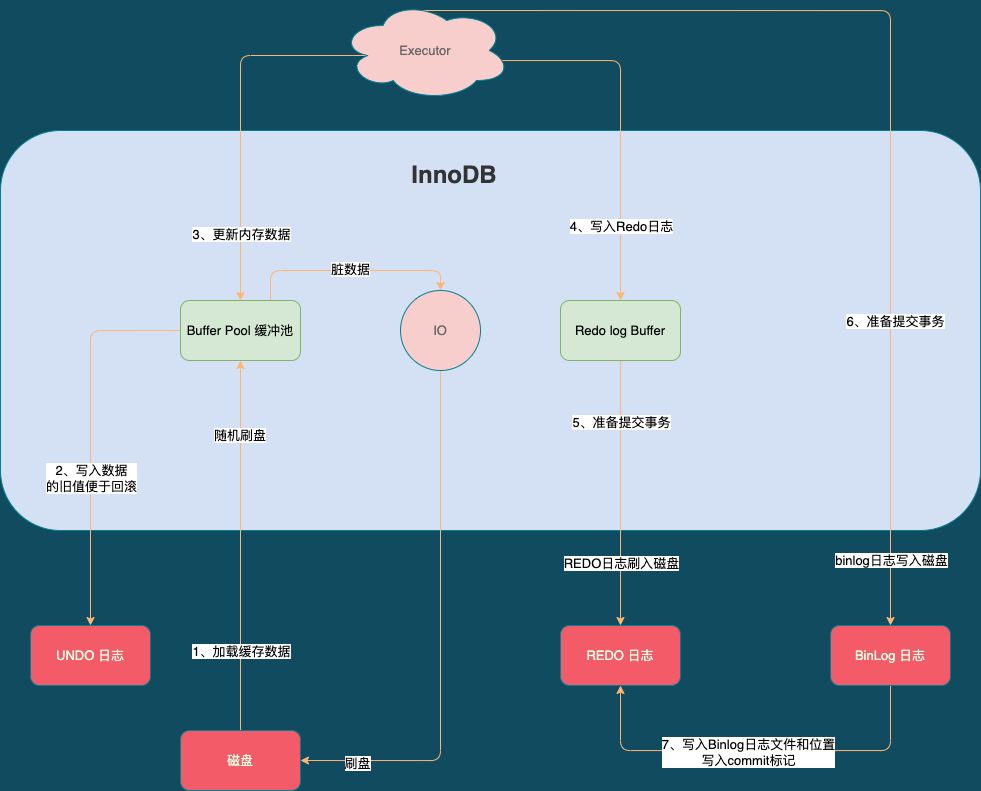 Executor
InnoDB
3、更新内存数据
4、写入Redo日志
脏数据
Buffer Pool 缓冲池
IO
Redo log Buffer
6、准备提交事务
5、准备提交事务
随机刷盘
2、写入数据
的旧值便于回滚
REDO日志刷入磁盘
binlog日志写入磁盘
1、加载缓存数据
UNDO 日志
REDO 日志
BinLog 日志
7、写入Binlog日志文件和位置
写入commit标记
磁盘
刷盘